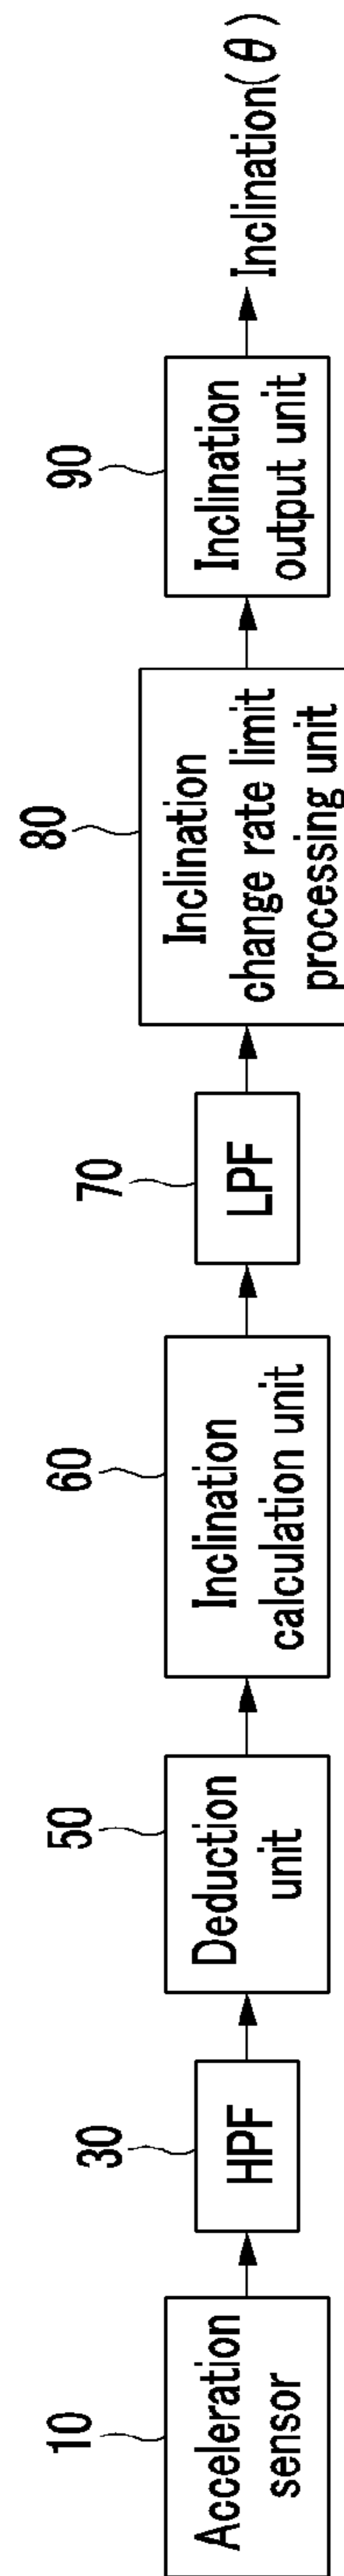 10
Acceleration
sensor
30
HPF
50
Deduction
unit
60
Inclination
calculation unit
70
LPF
80
Inclination
change rate limit
processing unit
90
Inclination
output unit
Inclination(θ)